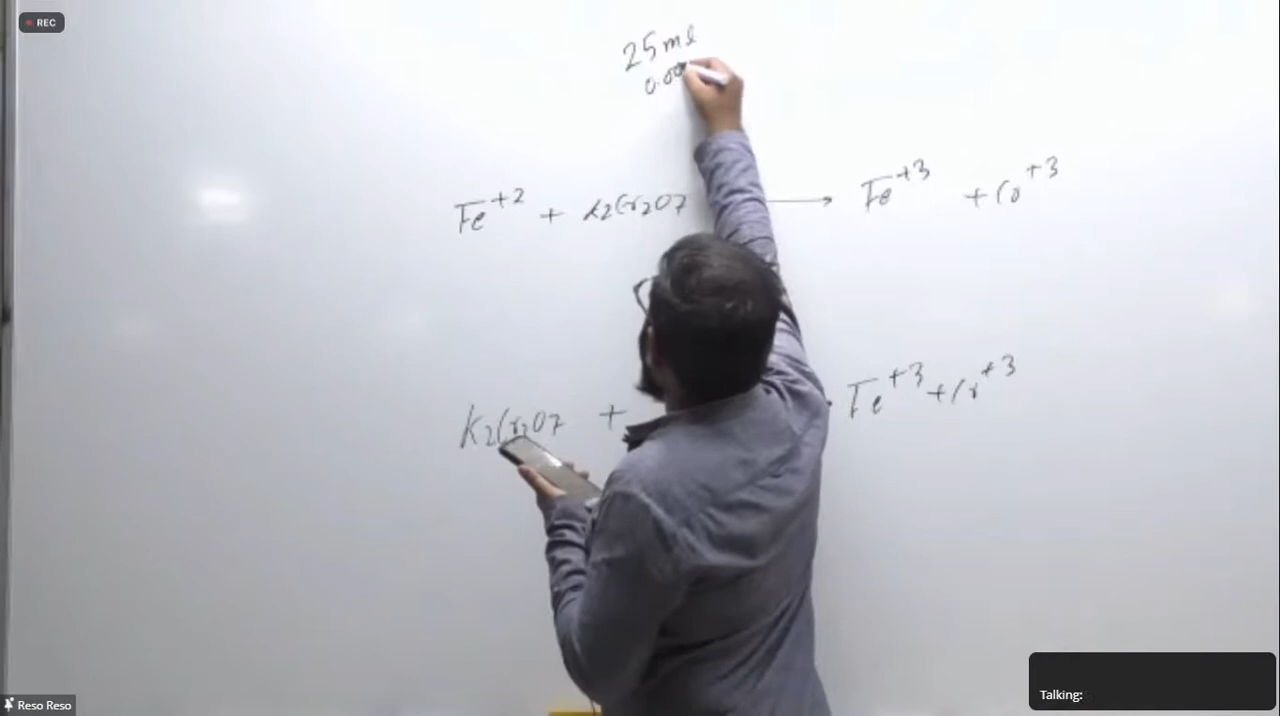 REC
25 ml
0.00
Fe+2 + K2Cr2O7 → Fe+3 + Cr+3
K2Cr2O7 + Fe+3 + Cr+3
Talking:
Reso Reso